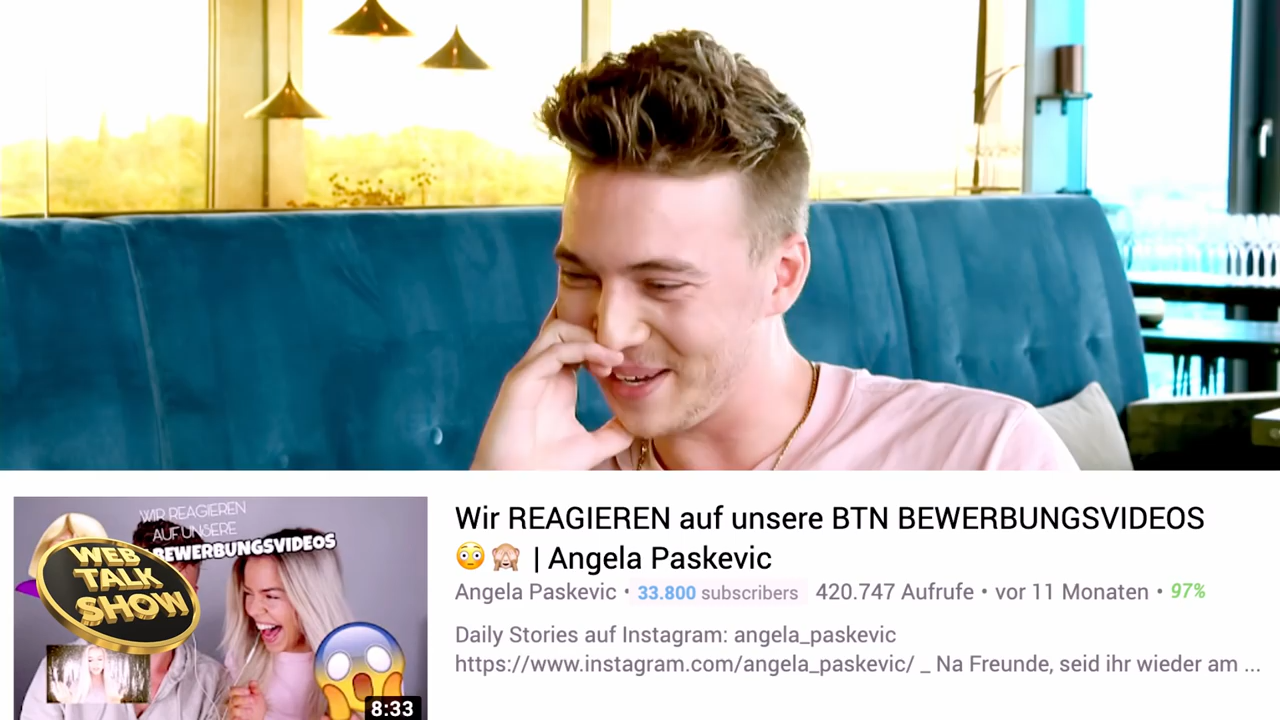 Wir REAGIEREN auf unsere BTN BEWERBUNGSVIDEOS
😳🙈 | Angela Paskevic
Angela Paskevic • 33.800 subscribers 420.747 Aufrufe • vor 11 Monaten • 97%
Daily Stories auf Instagram: angela_paskevic
https://www.instagram.com/angela_paskevic/ _ Na Freunde, seid ihr wieder am ...
WIR REAGIEREN
AUF UNSERE
BEWERBUNGSVIDEOS
WEB
TALK
SHOW
8:33